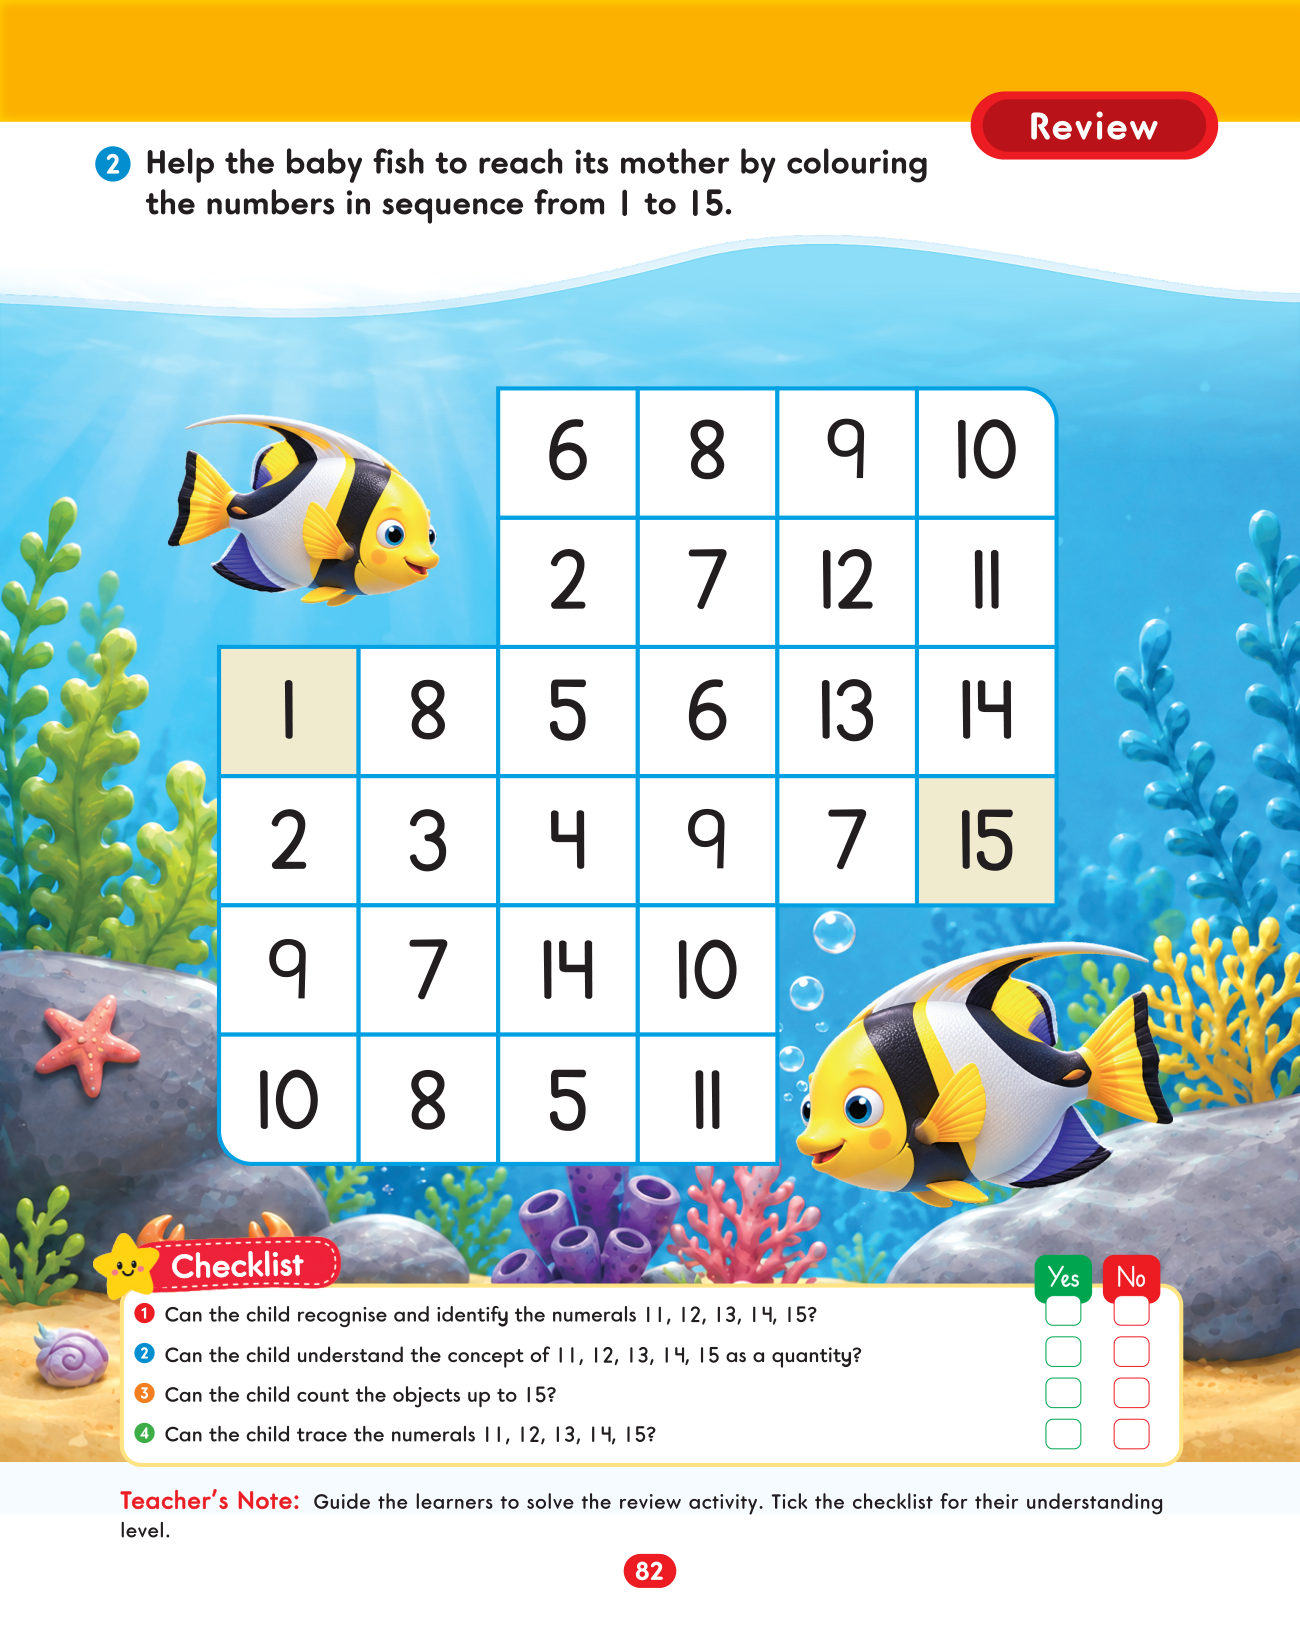 Review
2 Help the baby fish to reach its mother by colouring
the numbers in sequence from 1 to 15.
6 8 9 10
2 7 12 11
1 8 5 6 13 14
2 3 4 9 7 15
9 7 14 10
10 8 5 11
Checklist
Yes No
1 Can the child recognise and identify the numerals 11, 12, 13, 14, 15?
2 Can the child understand the concept of 11, 12, 13, 14, 15 as a quantity?
3 Can the child count the objects up to 15?
4 Can the child trace the numerals 11, 12, 13, 14, 15?
Teacher's Note: Guide the learners to solve the review activity. Tick the checklist for their understanding
level.
82